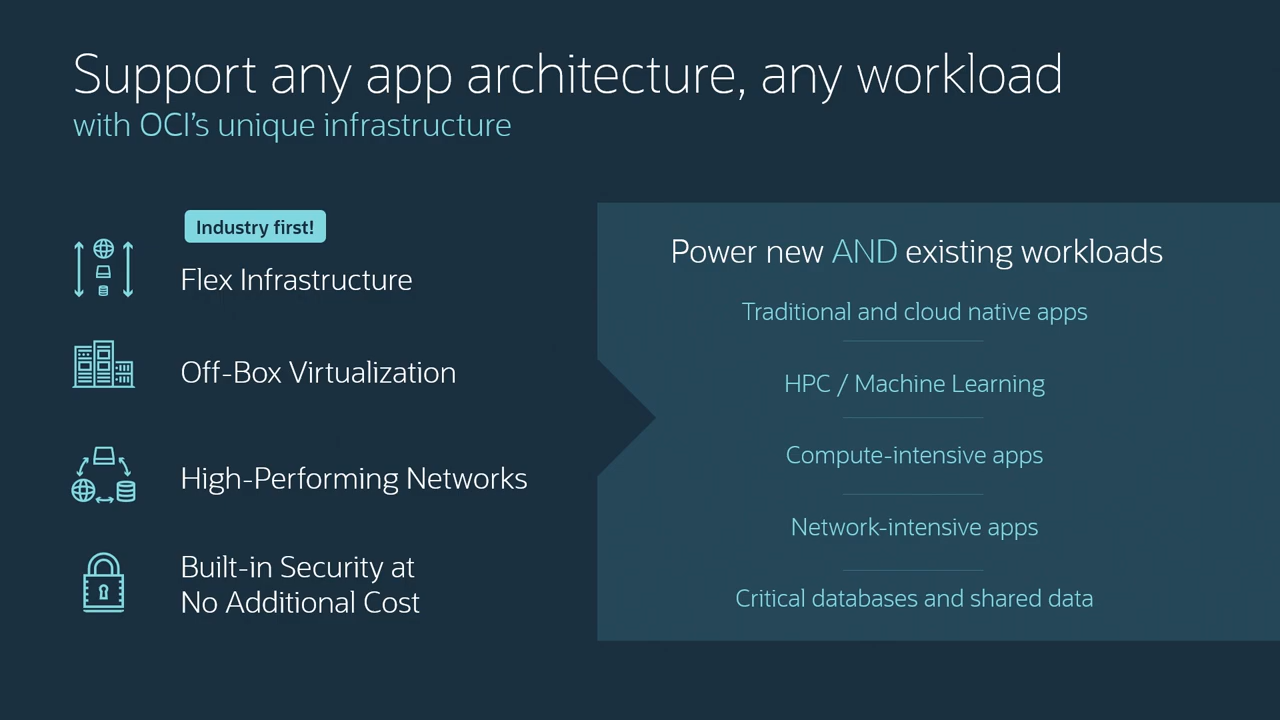 Support any app architecture, any workload
with OCI's unique infrastructure
Industry first!
Flex Infrastructure
Off-Box Virtualization
High-Performing Networks
Built-in Security at
No Additional Cost
Power new AND existing workloads
Traditional and cloud native apps
HPC / Machine Learning
Compute-intensive apps
Network-intensive apps
Critical databases and shared data